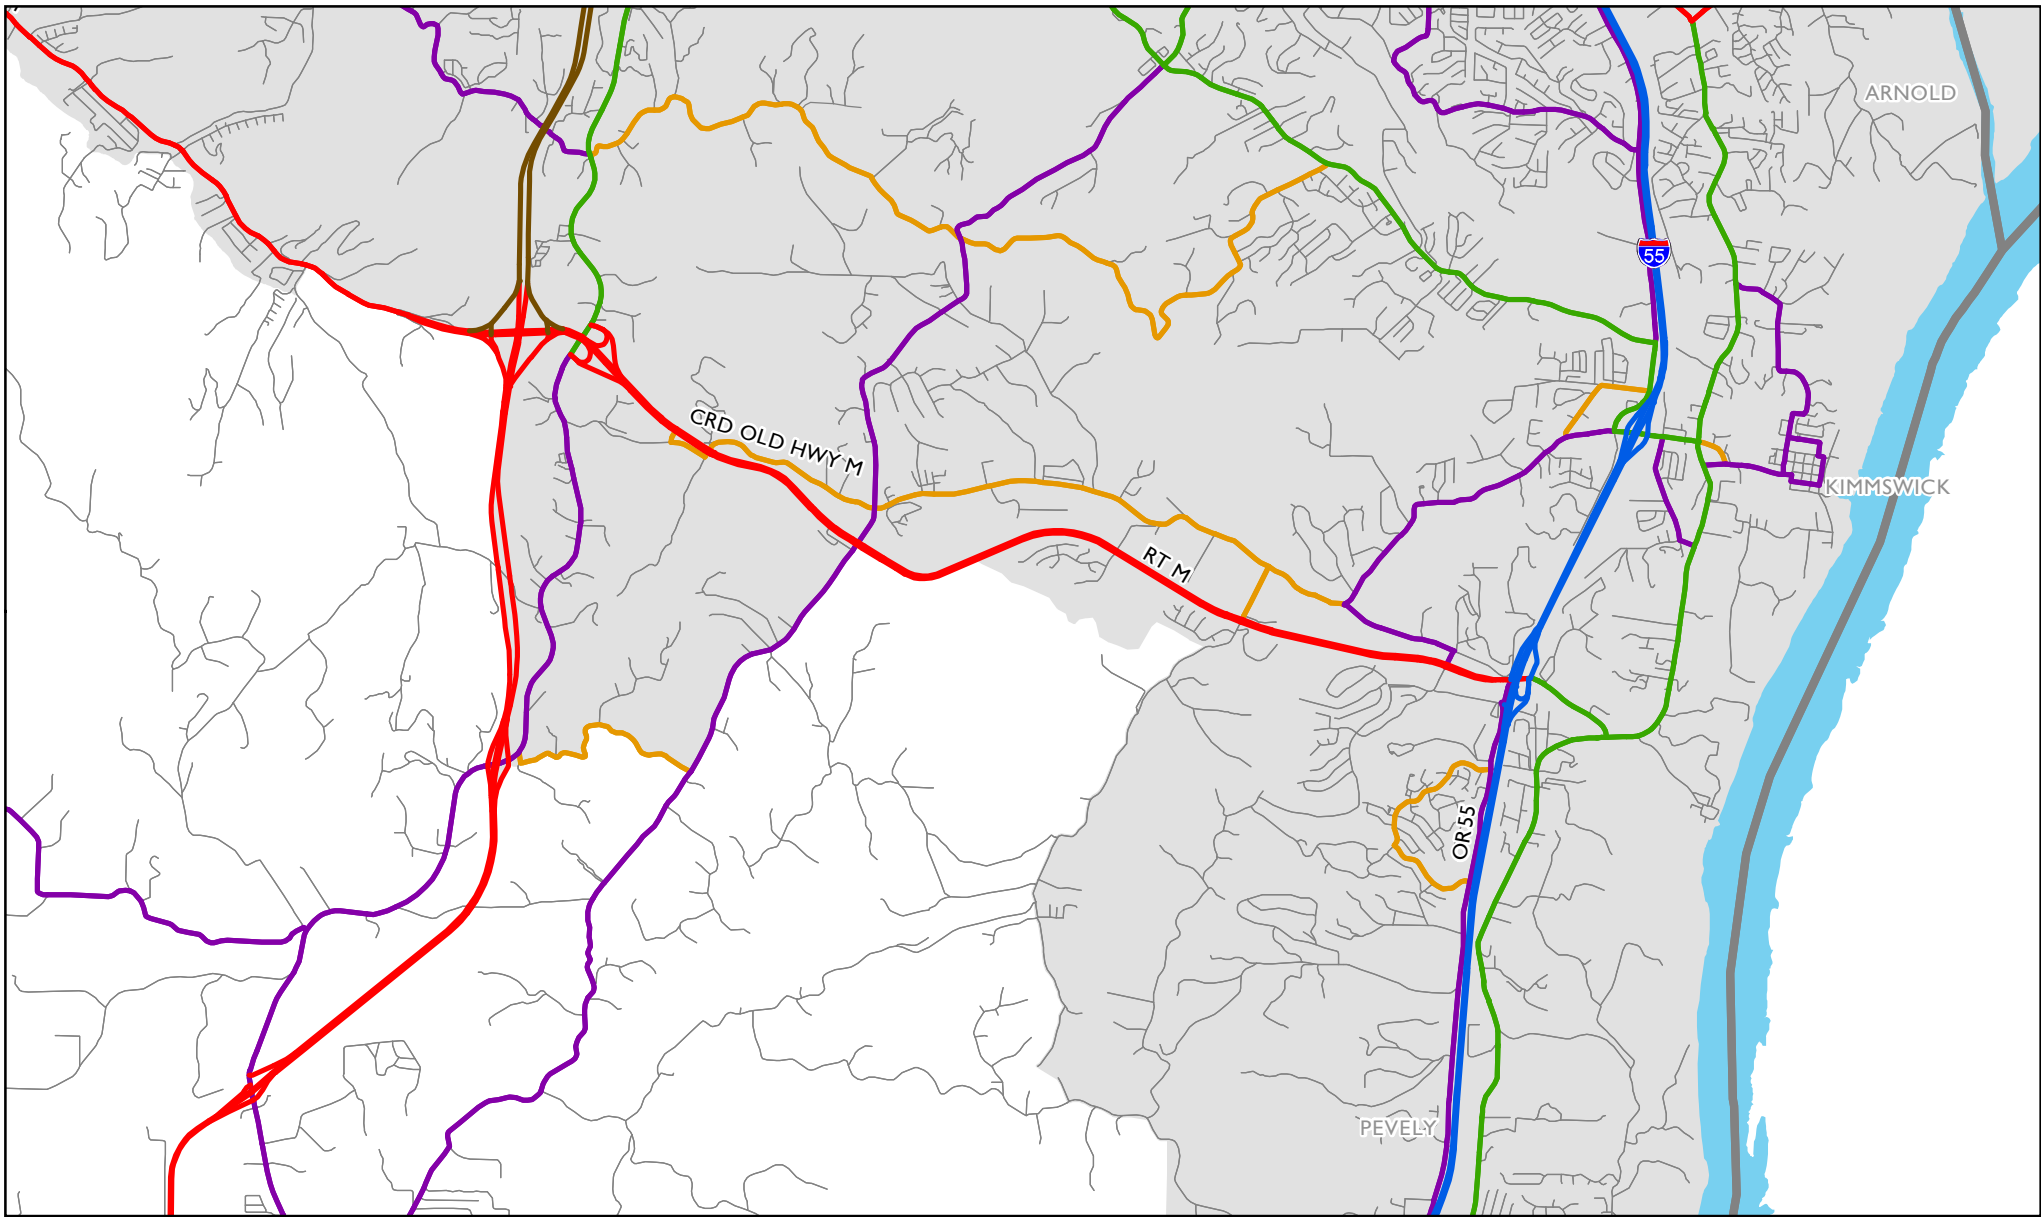 ARNOLD
55
CRD OLD HWY M
KIMMSWICK
RT M
OR 55
PEVELY